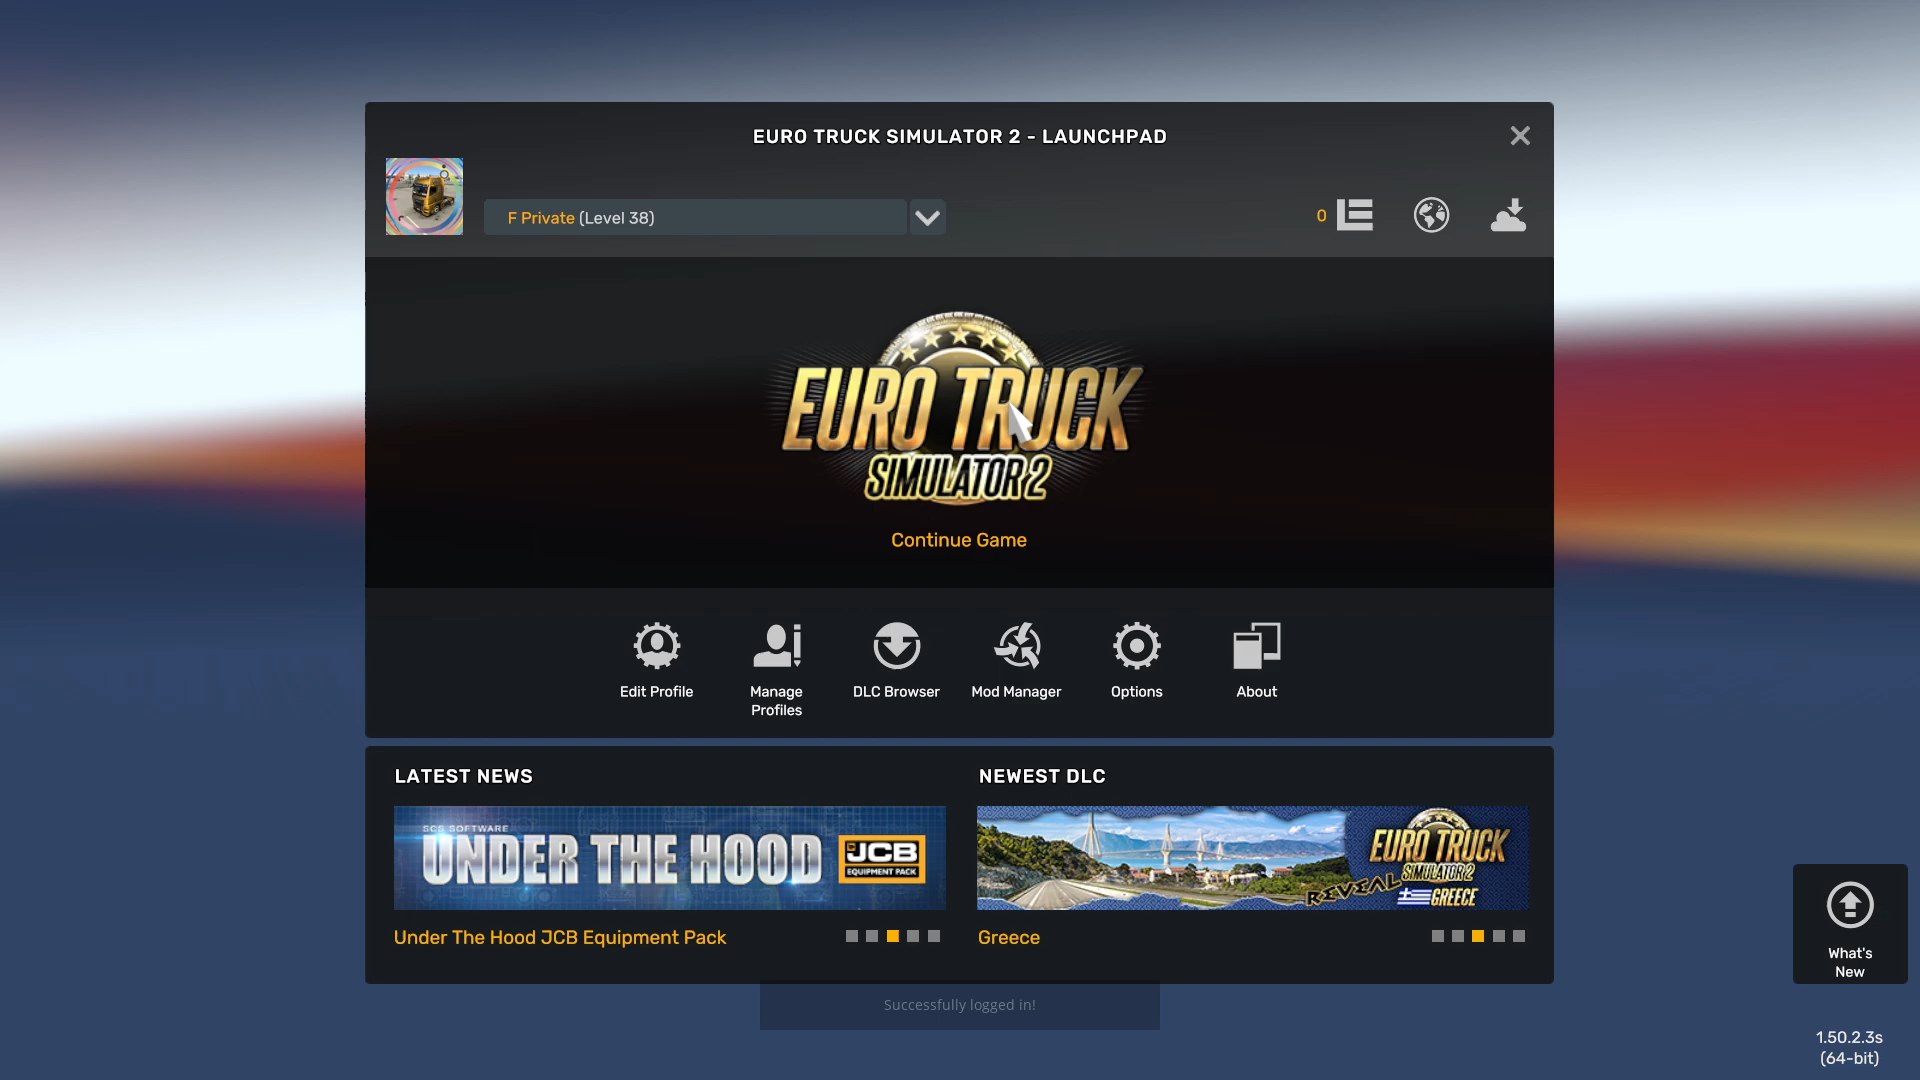 EURO TRUCK SIMULATOR 2 - LAUNCHPAD
F Private (Level 38)
0
EURO TRUCK
SIMULATOR 2
Continue Game
Edit Profile
Manage
Profiles
DLC Browser
Mod Manager
Options
About
LATEST NEWS
SCS SOFTWARE
UNDER THE HOOD
JCB
EQUIPMENT PACK
Under The Hood JCB Equipment Pack
NEWEST DLC
EURO TRUCK
SIMULATOR 2
REVEAL
GREECE
Greece
What's
New
Successfully logged in!
1.50.2.3s
(64-bit)